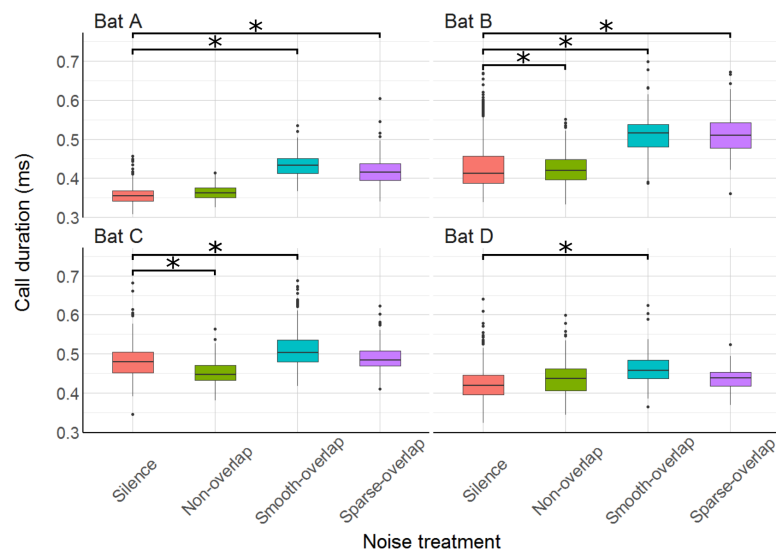 Bat A
Bat B
* * * * *
0.7
0.6
0.5
0.4
0.3
Call duration (ms)
Bat C
Bat D
* * *
0.7
0.6
0.5
0.4
0.3
Silence
Non-overlap
Smooth-overlap
Sparse-overlap
Silence
Non-overlap
Smooth-overlap
Sparse-overlap
Noise treatment